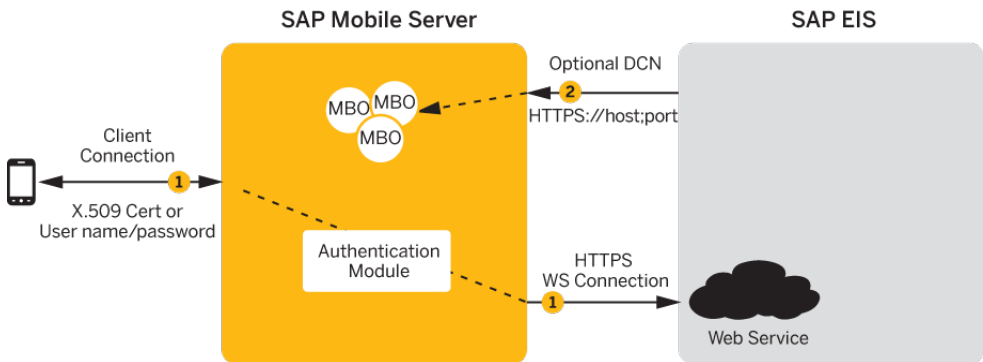 SAP Mobile Server
SAP EIS
Optional DCN
2
HTTPS://host;port
MBO
MBO
MBO
Client
Connection
1
X.509 Cert or
User name/password
Authentication
Module
HTTPS
WS Connection
1
Web Service